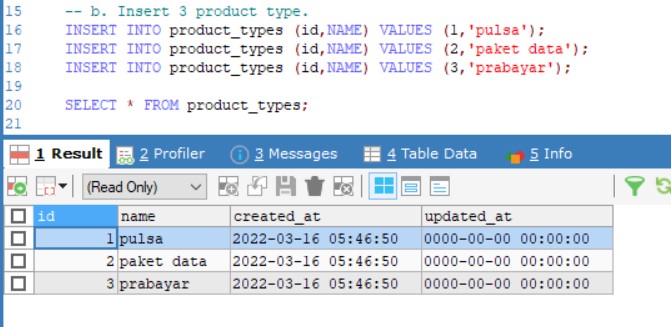 15 -- b. Insert 3 product type.
16 INSERT INTO product_types (id,NAME) VALUES (1,'pulsa');
17 INSERT INTO product_types (id,NAME) VALUES (2,'paket data');
18 INSERT INTO product_types (id,NAME) VALUES (3,'prabayar');
19
20 SELECT * FROM product_types;
21
1 Result 2 Profiler 3 Messages 4 Table Data 5 Info
(Read Only)
id name created_at updated_at
1 pulsa 2022-03-16 05:46:50 0000-00-00 00:00:00
2 paket data 2022-03-16 05:46:50 0000-00-00 00:00:00
3 prabayar 2022-03-16 05:46:50 0000-00-00 00:00:00